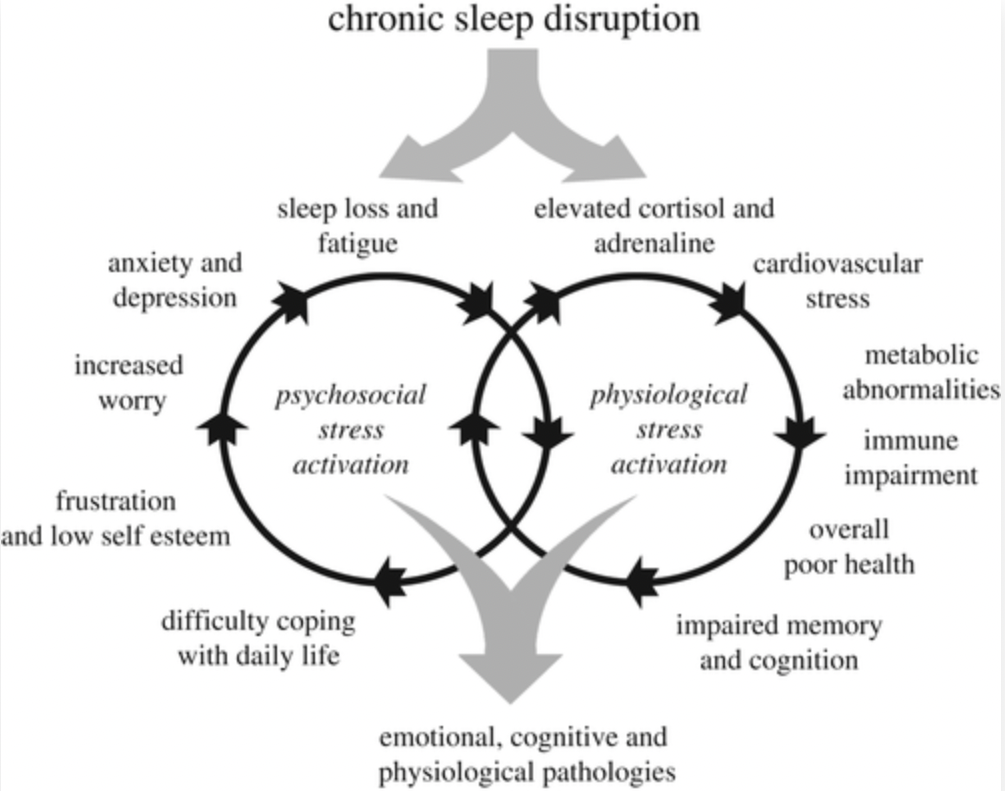 chronic sleep disruption
sleep loss and
fatigue
elevated cortisol and
adrenaline
anxiety and
depression
cardiovascular
stress
increased
worry
metabolic
abnormalities
psychosocial
stress
activation
physiological
stress
activation
immune
impairment
frustration
and low self esteem
overall
poor health
difficulty coping
with daily life
impaired memory
and cognition
emotional, cognitive and
physiological pathologies